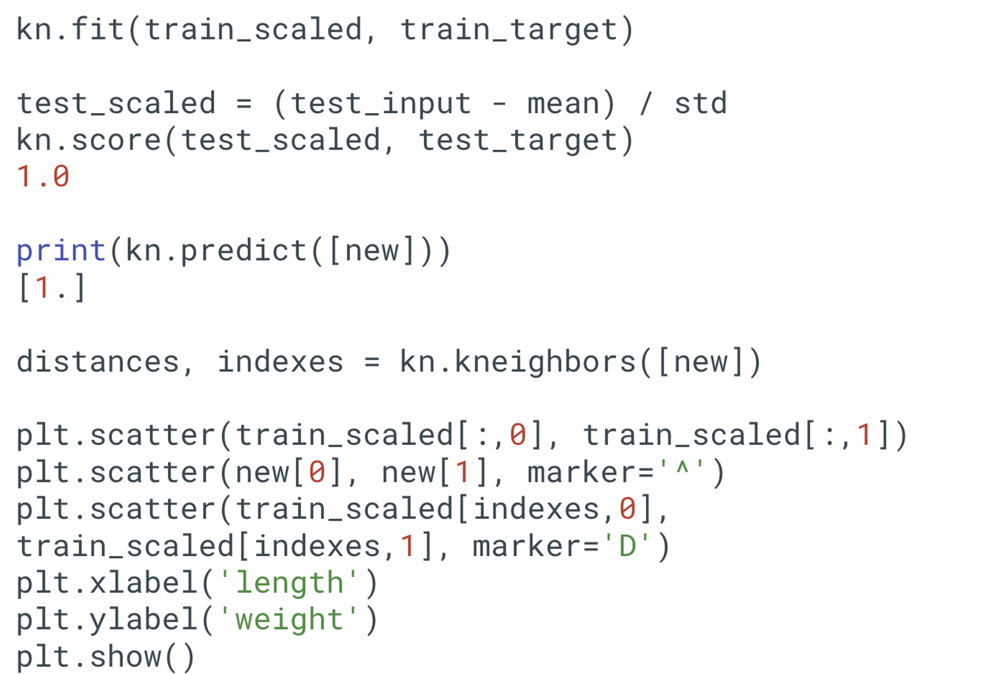 kn.fit(train_scaled, train_target)
test_scaled = (test_input - mean) / std
kn.score(test_scaled, test_target)
1.0
print(kn.predict([new]))
[1.]
distances, indexes = kn.kneighbors([new])
plt.scatter(train_scaled[:,0], train_scaled[:,1])
plt.scatter(new[0], new[1], marker='^')
plt.scatter(train_scaled[indexes,0],
train_scaled[indexes,1], marker='D')
plt.xlabel('length')
plt.ylabel('weight')
plt.show()